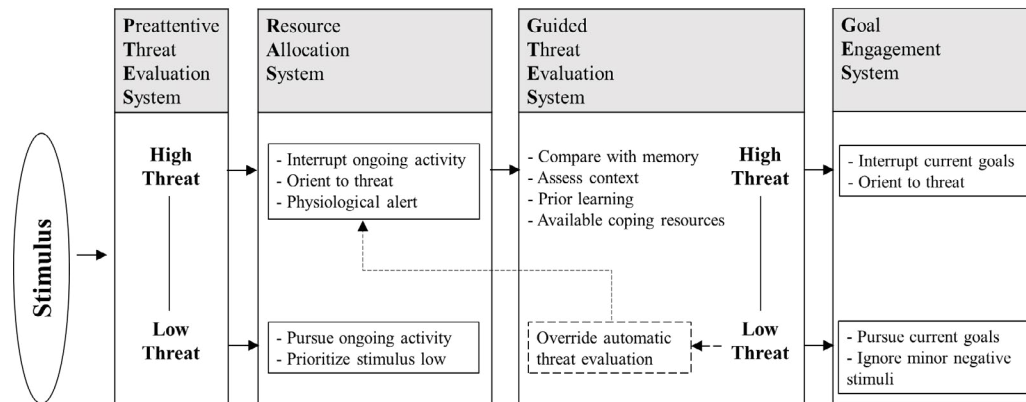 Stimulus
Preattentive
Threat
Evaluation
System
High
Threat
Low
Threat
Resource
Allocation
System
- Interrupt ongoing activity
- Orient to threat
- Physiological alert
- Pursue ongoing activity
- Prioritize stimulus low
Guided
Threat
Evaluation
System
- Compare with memory
- Assess context
- Prior learning
- Available coping resources
High
Threat
Override automatic
threat evaluation
Low
Threat
Goal
Engagement
System
- Interrupt current goals
- Orient to threat
- Pursue current goals
- Ignore minor negative
stimuli